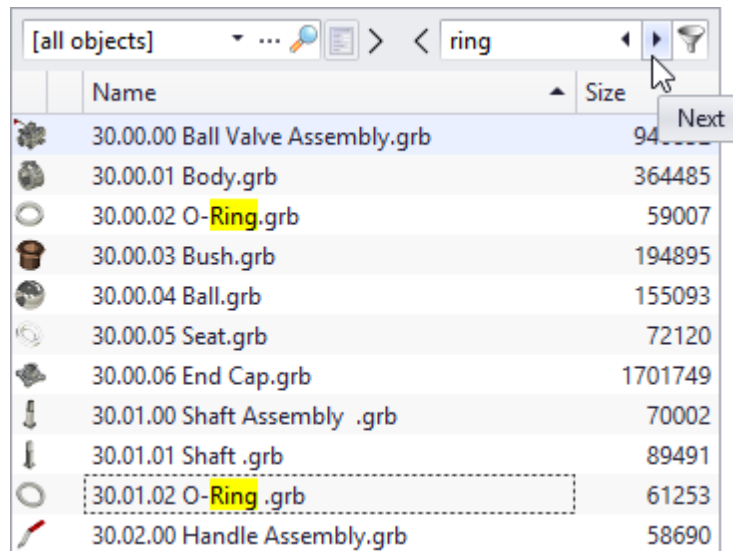 [all objects] ... ring
Name Size
30.00.00 Ball Valve Assembly.grb
Next
30.00.01 Body.grb 364485
30.00.02 O-Ring.grb 59007
30.00.03 Bush.grb 194895
30.00.04 Ball.grb 155093
30.00.05 Seat.grb 72120
30.00.06 End Cap.grb 1701749
30.01.00 Shaft Assembly .grb 70002
30.01.01 Shaft .grb 89491
30.01.02 O-Ring .grb 61253
30.02.00 Handle Assembly.grb 58690